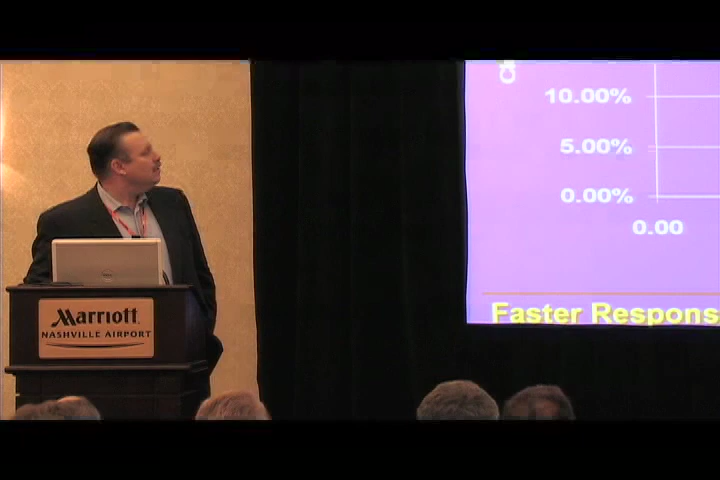 Marriott
NASHVILLE AIRPORT
10.00%
5.00%
0.00%
0.00
Faster Respons